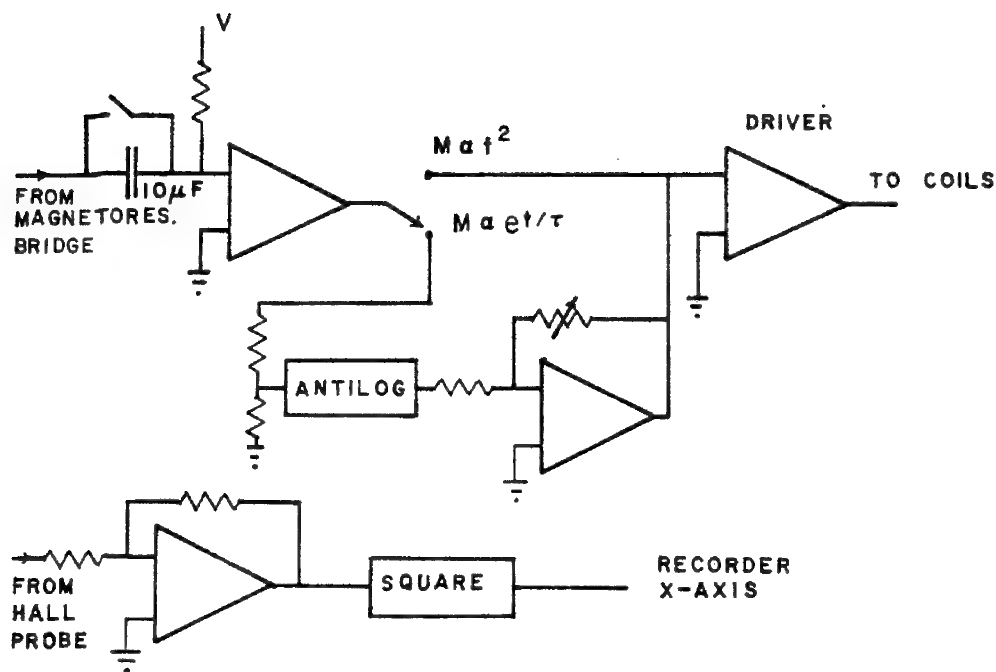 V
M α t²
DRIVER
10μF
TO COILS
FROM
MAGNETORES.
BRIDGE
M α e t/τ
ANTILOG
FROM
HALL
PROBE
SQUARE
RECORDER
X-AXIS